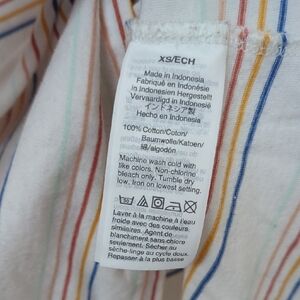 XS/ECH
Made in Indonesia
Fabriqué en Indonésie
In Indonesien Hergestellt
Vervaardigd in Indonesië
インドネシア製
Hecho en Indonesia
100% Cotton/Coton/
Baumwolle/Katoen/
綿/algodón
Machine wash cold with
like colors. Non-chlorine
bleach only. Tumble dry
low. Iron on lowest setting.
Laver à la machine à l'eau
froide avec des couleurs
similaires. Agent de
blanchiment sans chlore
seulement. Sécher au
sèche-linge au cycle doux.
Repasser à la plus basse